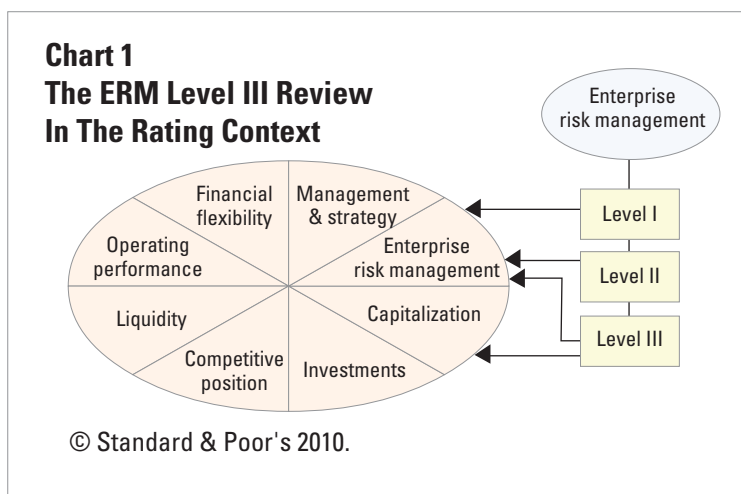 Chart 1
The ERM Level III Review
In The Rating Context
Enterprise
risk management
Level I
Level II
Level III
Financial
flexibility
Management
& strategy
Operating
performance
Enterprise
risk management
Liquidity
Capitalization
Competitive
position
Investments
© Standard & Poor's 2010.